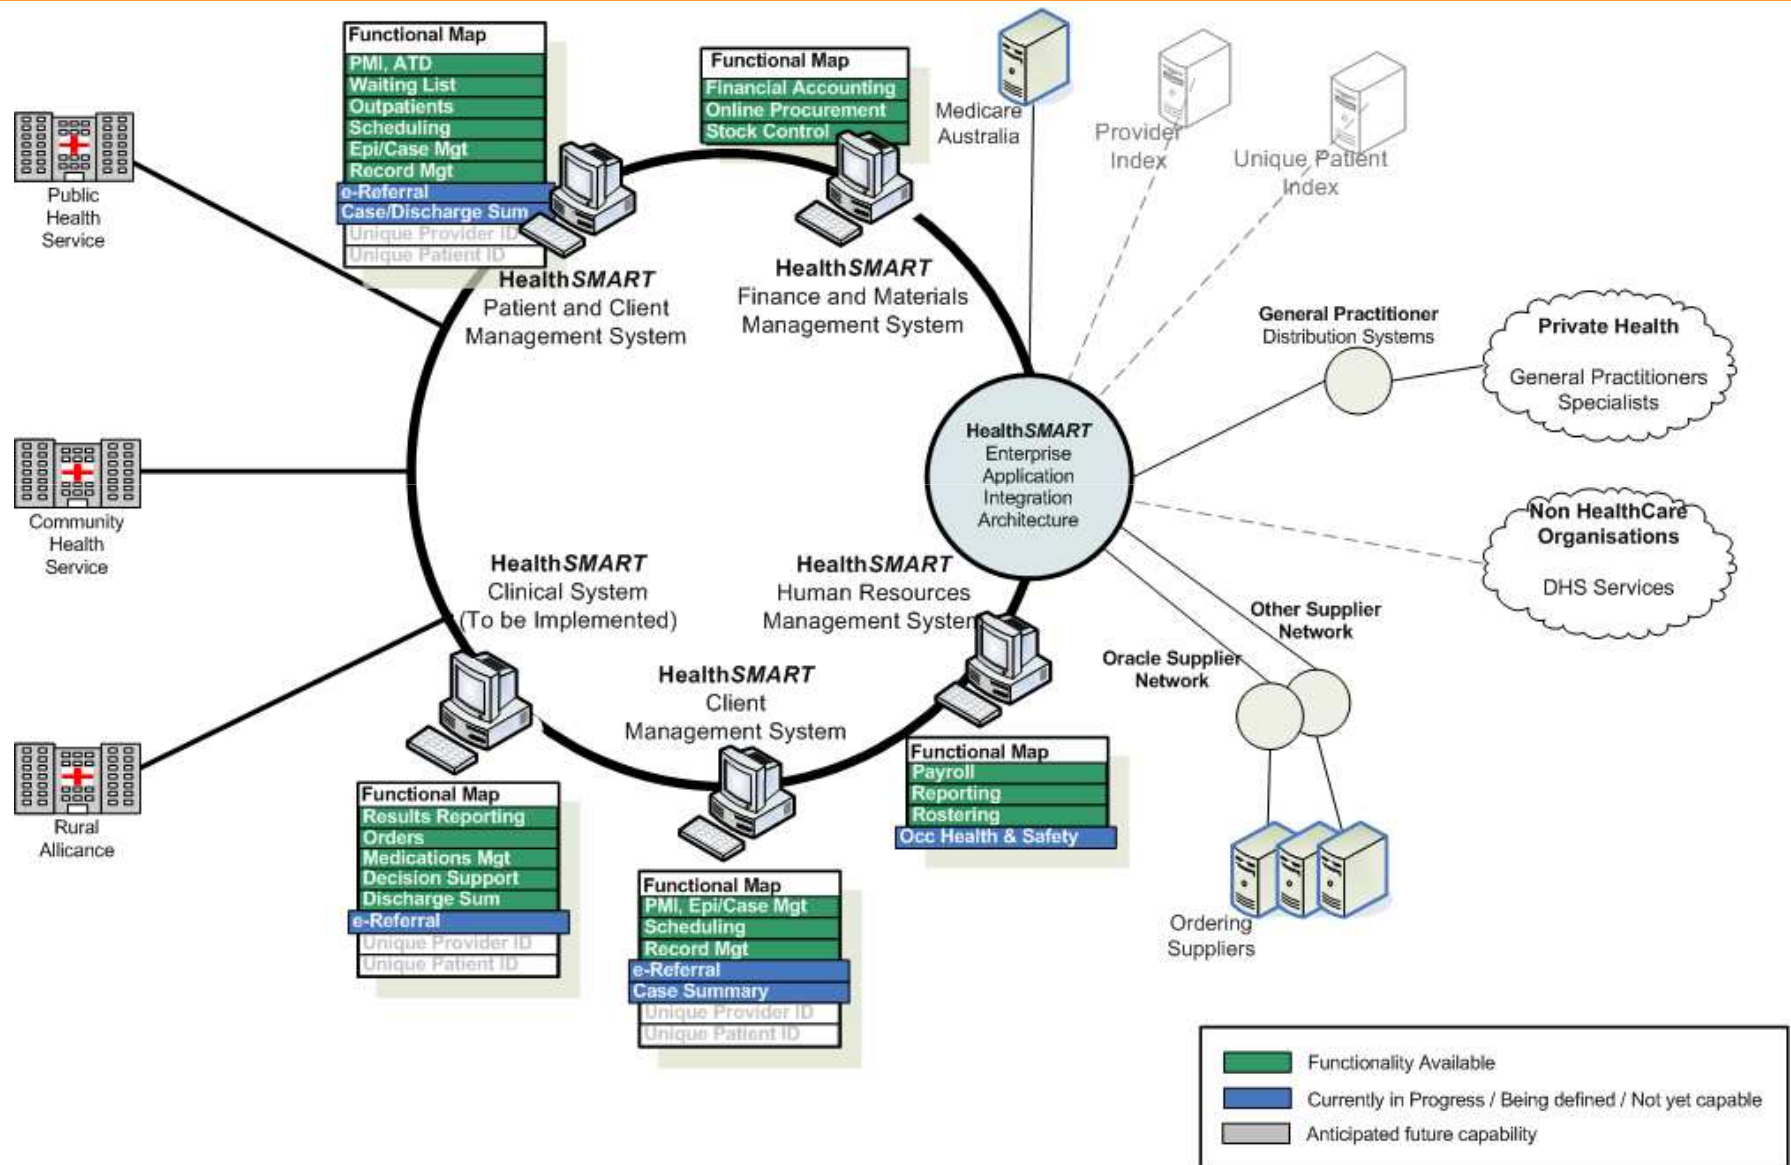 Functional Map
PMI, ATD
Waiting List
Outpatients
Scheduling
Epi/Case Mgt
Record Mgt
e-Referral
Case/Discharge Sum
Unique Provider ID
Unique Patient ID
HealthSMART
Patient and Client
Management System
Functional Map
Financial Accounting
Online Procurement
Stock Control
HealthSMART
Finance and Materials
Management System
Medicare
Australia
Provider
Index
Unique Patient
Index
Public
Health
Service
Community
Health
Service
Rural
Allicance
General Practitioner
Distribution Systems
Private Health
General Practitioners
Specialists
HealthSMART
Enterprise
Application
Integration
Architecture
Non HealthCare
Organisations
DHS Services
Other Supplier
Network
Oracle Supplier
Network
Ordering
Suppliers
HealthSMART
Clinical System
(To be Implemented)
HealthSMART
Human Resources
Management System
HealthSMART
Client
Management System
Functional Map
Results Reporting
Orders
Medications Mgt
Decision Support
Discharge Sum
e-Referral
Unique Provider ID
Unique Patient ID
Functional Map
PMI, Epi/Case Mgt
Scheduling
Record Mgt
e-Referral
Case Summary
Unique Provider ID
Unique Patient ID
Functional Map
Payroll
Reporting
Rostering
Occ Health & Safety
Functionality Available
Currently in Progress / Being defined / Not yet capable
Anticipated future capability